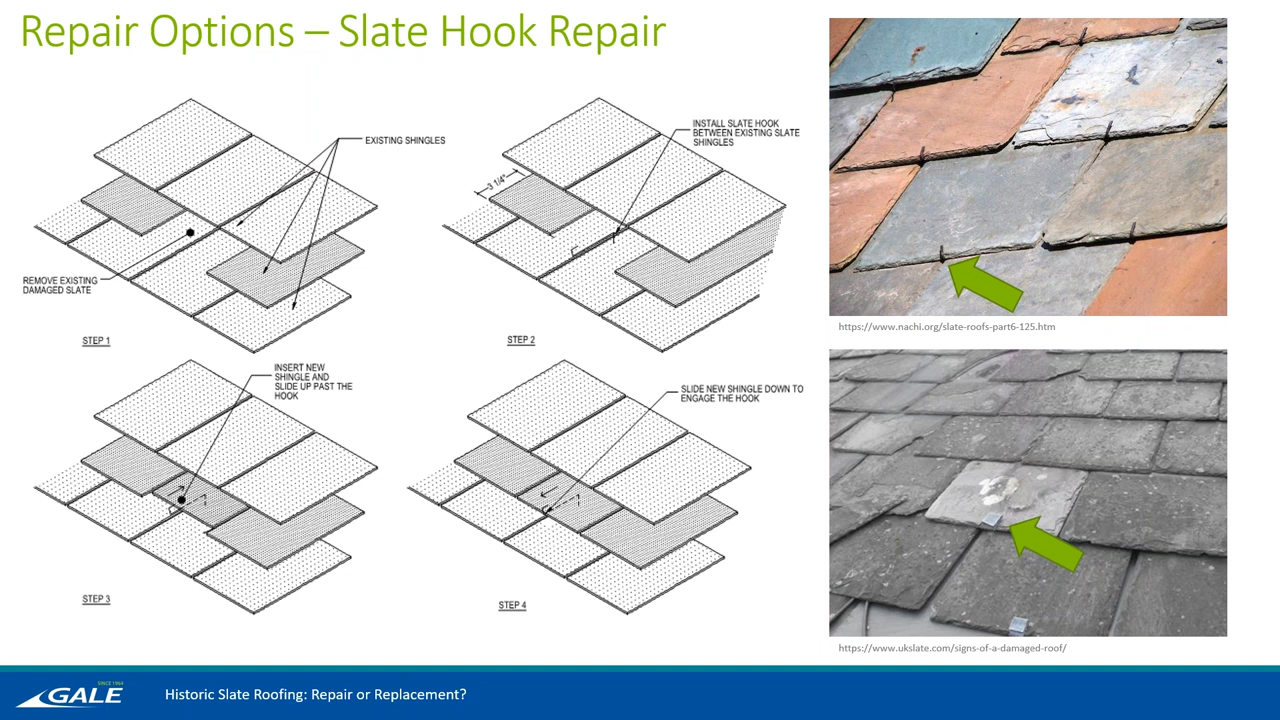 Repair Options – Slate Hook Repair
EXISTING SHINGLES
REMOVE EXISTING
DAMAGED SLATE
STEP 1
INSTALL SLATE HOOK
BETWEEN EXISTING SLATE
SHINGLES
3 1/4"
STEP 2
INSERT NEW
SHINGLE AND
SLIDE UP PAST THE
HOOK
STEP 3
SLIDE NEW SHINGLE DOWN TO
ENGAGE THE HOOK
STEP 4
https://www.nachi.org/slate-roofs-part6-125.htm
https://www.ukslate.com/signs-of-a-damaged-roof/
SINCE 1964
GALE
Historic Slate Roofing: Repair or Replacement?